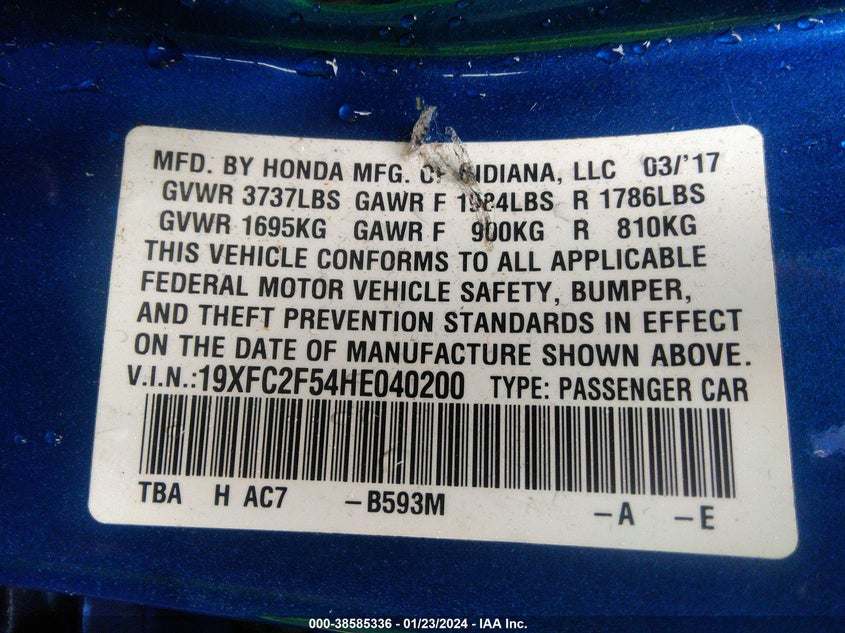 MFD. BY HONDA MFG. OF INDIANA, LLC 03/'17
GVWR 3737LBS GAWR F 1984LBS R 1786LBS
GVWR 1695KG GAWR F 900KG R 810KG
THIS VEHICLE CONFORMS TO ALL APPLICABLE
FEDERAL MOTOR VEHICLE SAFETY, BUMPER,
AND THEFT PREVENTION STANDARDS IN EFFECT
ON THE DATE OF MANUFACTURE SHOWN ABOVE.
V.I.N.:19XFC2F54HE040200 TYPE: PASSENGER CAR
TBA H AC7 –B593M –A –E
000-38585336 - 01/23/2024 - IAA Inc.